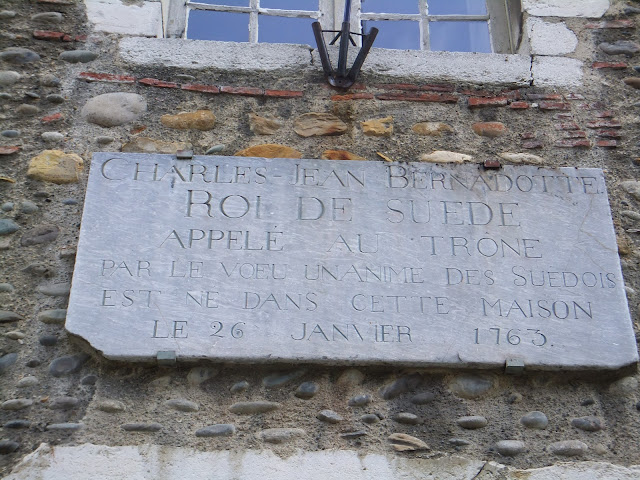 CHARLES-JEAN BERNADOTTE
ROI DE SUEDE
APPELÉ AU TRÔNE
PAR LE VOEU UNANIME DES SUEDOIS
EST NE DANS CETTE MAISON
LE 26 JANVIER 1763.